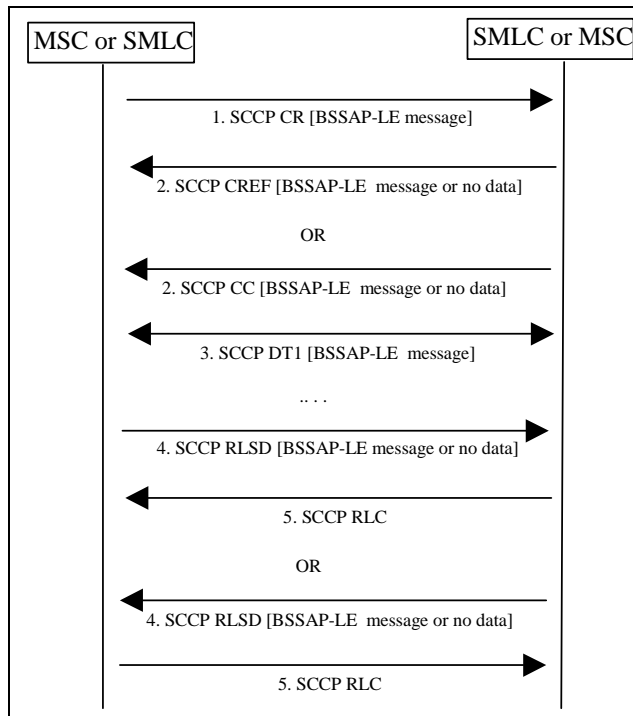 MSC or SMLC
SMLC or MSC
1. SCCP CR [BSSAP-LE message]
2. SCCP CREF [BSSAP-LE message or no data]
OR
2. SCCP CC [BSSAP-LE message or no data]
3. SCCP DT1 [BSSAP-LE message]
.. . .
4. SCCP RLSD [BSSAP-LE message or no data]
5. SCCP RLC
OR
4. SCCP RLSD [BSSAP-LE message or no data]
5. SCCP RLC